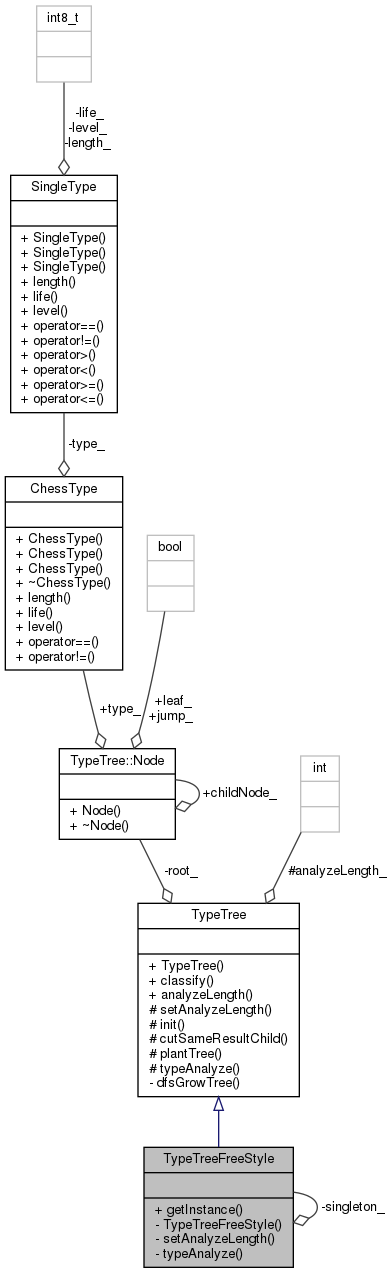 int8_t
-life_
-level_
-length_
SingleType
+ SingleType()
+ SingleType()
+ SingleType()
+ length()
+ life()
+ level()
+ operator==()
+ operator!=()
+ operator>()
+ operator<()
+ operator>=()
+ operator<=()
-type_
ChessType
+ ChessType()
+ ChessType()
+ ChessType()
+ ~ChessType()
+ length()
+ life()
+ level()
+ operator==()
+ operator!=()
bool
+type_
+leaf_
+jump_
TypeTree::Node
+ Node()
+ ~Node()
+childNode_
int
-root_
#analyzeLength_
TypeTree
+ TypeTree()
+ classify()
+ analyzeLength()
# setAnalyzeLength()
# init()
# cutSameResultChild()
# plantTree()
# typeAnalyze()
- dfsGrowTree()
TypeTreeFreeStyle
+ getInstance()
- TypeTreeFreeStyle()
- setAnalyzeLength()
- typeAnalyze()
-singleton_